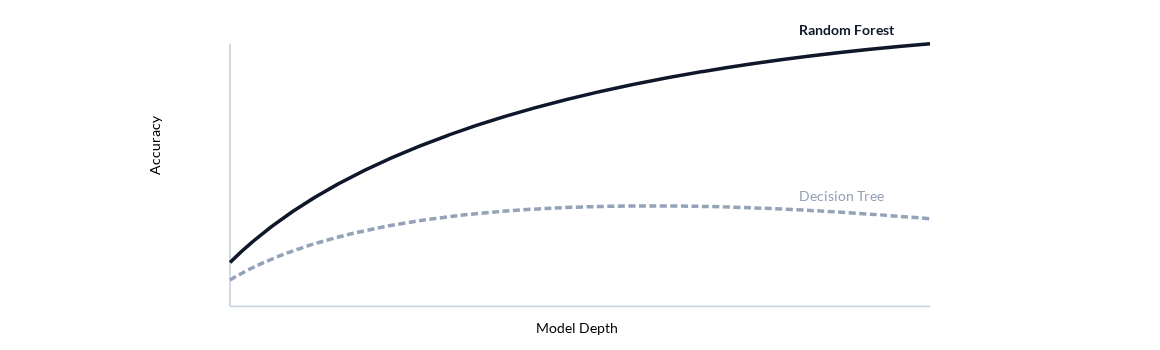 Random Forest
Accuracy
Decision Tree
Model Depth